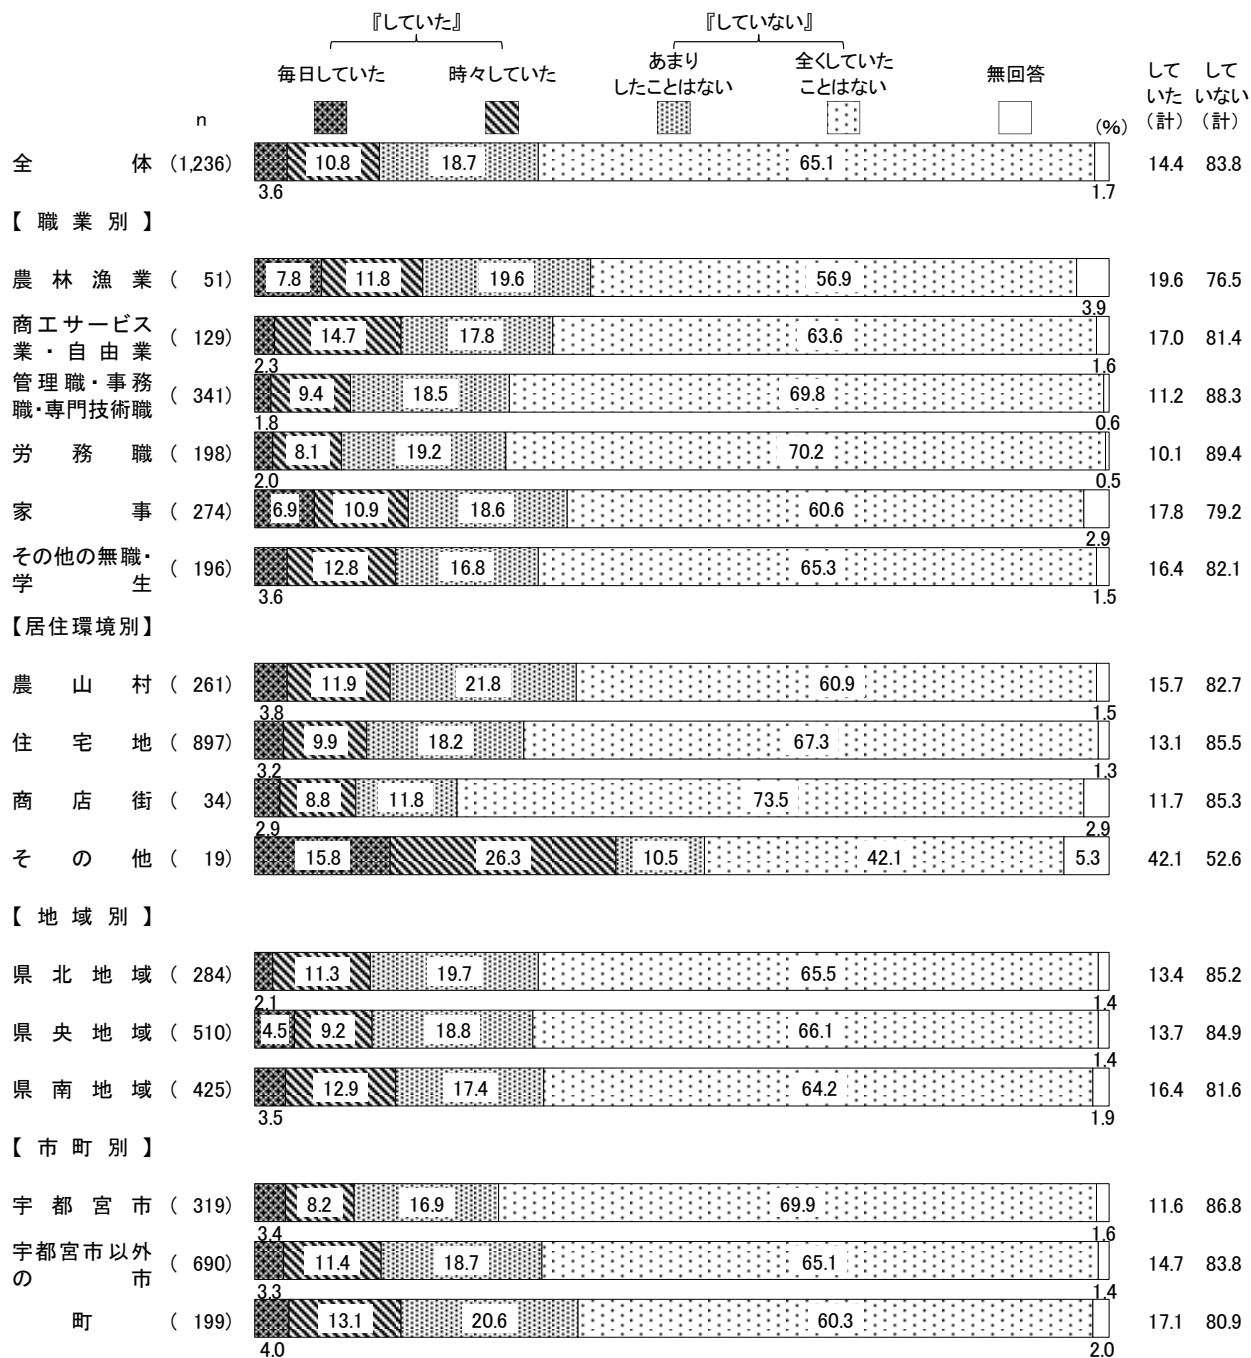 『していた』 『していない』
毎日していた 時々していた あまり
したことはない 全くしていた
ことはない 無回答 して
いた
(計) して
いない
(計)
n (%)
全体 (1,236) 3.6 10.8 18.7 65.1 1.7 14.4 83.8
【職業別】
農林漁業 ( 51) 7.8 11.8 19.6 56.9 3.9 19.6 76.5
商工サービス
業・自由業 ( 129) 2.3 14.7 17.8 63.6 1.6 17.0 81.4
管理職・事務
職・専門技術職 ( 341) 1.8 9.4 18.5 69.8 0.6 11.2 88.3
労務職 ( 198) 2.0 8.1 19.2 70.2 0.5 10.1 89.4
家事 ( 274) 6.9 10.9 18.6 60.6 2.9 17.8 79.2
その他の無職・
学生 ( 196) 3.6 12.8 16.8 65.3 1.5 16.4 82.1
【居住環境別】
農山村 ( 261) 3.8 11.9 21.8 60.9 1.5 15.7 82.7
住宅地 ( 897) 3.2 9.9 18.2 67.3 1.3 13.1 85.5
商店街 ( 34) 2.9 8.8 11.8 73.5 2.9 11.7 85.3
その他 ( 19) 15.8 26.3 10.5 42.1 5.3 42.1 52.6
【地域別】
県北地域 ( 284) 2.1 11.3 19.7 65.5 1.4 13.4 85.2
県央地域 ( 510) 4.5 9.2 18.8 66.1 1.4 13.7 84.9
県南地域 ( 425) 3.5 12.9 17.4 64.2 1.9 16.4 81.6
【市町別】
宇都宮市 ( 319) 3.4 8.2 16.9 69.9 1.6 11.6 86.8
宇都宮市以外
の市 ( 690) 3.3 11.4 18.7 65.1 1.4 14.7 83.8
町 ( 199) 4.0 13.1 20.6 60.3 2.0 17.1 80.9